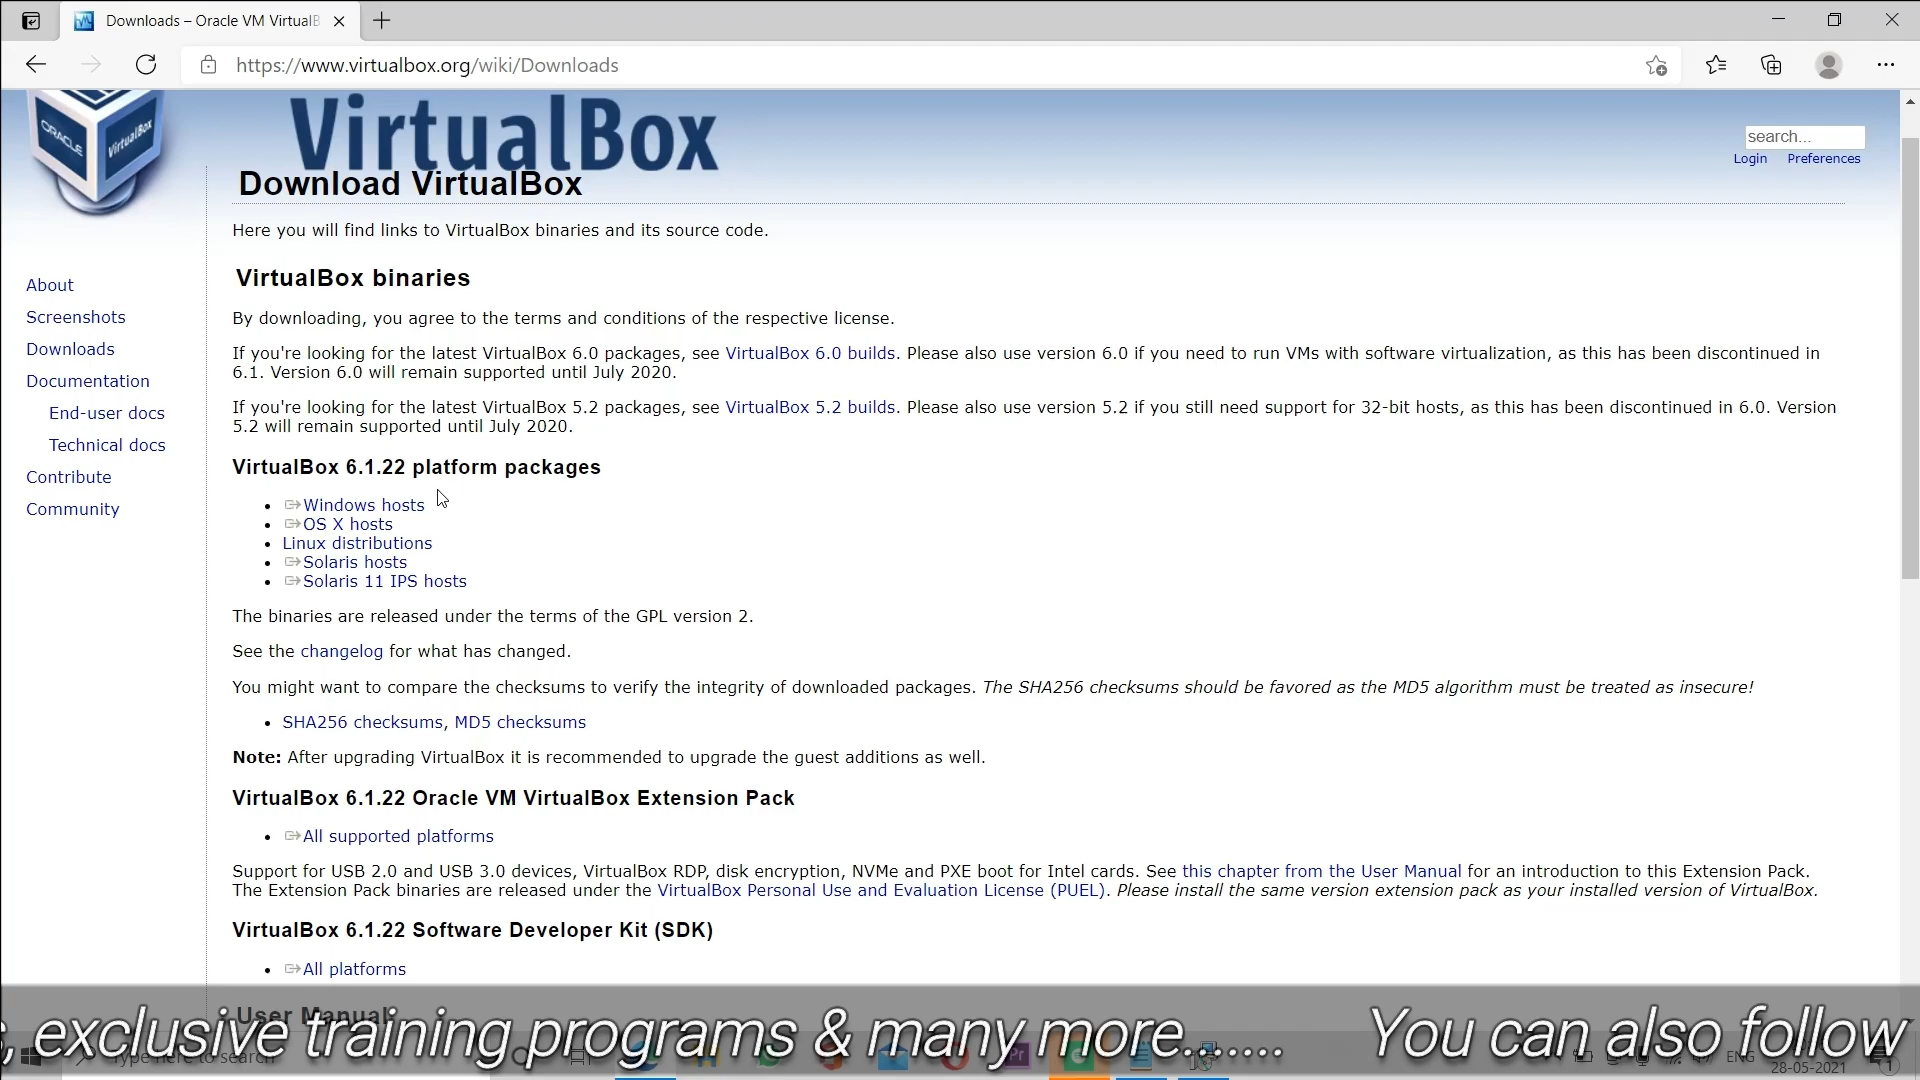 Downloads – Oracle VM VirtualB
https://www.virtualbox.org/wiki/Downloads
ORACLE
VirtualBox
VirtualBox
search...
Login Preferences
Download VirtualBox
Here you will find links to VirtualBox binaries and its source code.
About
Screenshots
Downloads
Documentation
End-user docs
Technical docs
Contribute
Community
VirtualBox binaries
By downloading, you agree to the terms and conditions of the respective license.
If you're looking for the latest VirtualBox 6.0 packages, see VirtualBox 6.0 builds. Please also use version 6.0 if you need to run VMs with software virtualization, as this has been discontinued in
6.1. Version 6.0 will remain supported until July 2020.
If you're looking for the latest VirtualBox 5.2 packages, see VirtualBox 5.2 builds. Please also use version 5.2 if you still need support for 32-bit hosts, as this has been discontinued in 6.0. Version
5.2 will remain supported until July 2020.
VirtualBox 6.1.22 platform packages
Windows hosts
OS X hosts
Linux distributions
Solaris hosts
Solaris 11 IPS hosts
The binaries are released under the terms of the GPL version 2.
See the changelog for what has changed.
You might want to compare the checksums to verify the integrity of downloaded packages. The SHA256 checksums should be favored as the MD5 algorithm must be treated as insecure!
SHA256 checksums, MD5 checksums
Note: After upgrading VirtualBox it is recommended to upgrade the guest additions as well.
VirtualBox 6.1.22 Oracle VM VirtualBox Extension Pack
All supported platforms
Support for USB 2.0 and USB 3.0 devices, VirtualBox RDP, disk encryption, NVMe and PXE boot for Intel cards. See this chapter from the User Manual for an introduction to this Extension Pack.
The Extension Pack binaries are released under the VirtualBox Personal Use and Evaluation License (PUEL). Please install the same version extension pack as your installed version of VirtualBox.
VirtualBox 6.1.22 Software Developer Kit (SDK)
All platforms
User Manual
, exclusive training programs & many more....... You can also follow
Type here to search
Pr
ENG
28-05-2021
1